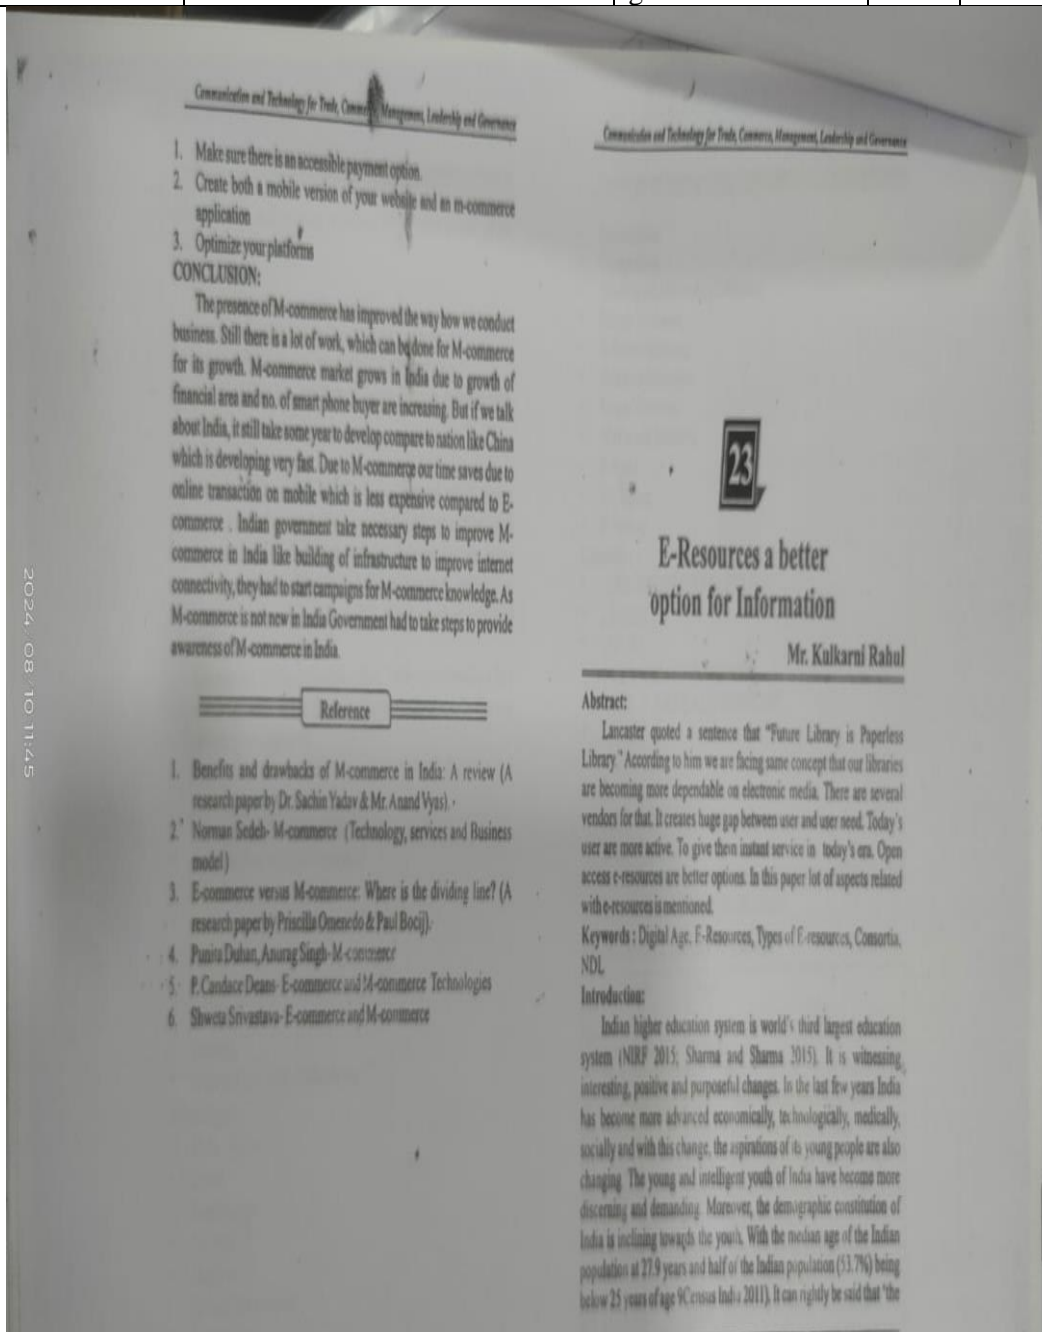 Communication and Technology for Trade, Commerce, Management, Leadership and Governance
1. Make sure there is an accessible payment option.
2. Create both a mobile version of your website and an m-commerce
application
3. Optimize your platforms
CONCLUSION:
The presence of M-commerce has improved the way how we conduct
business. Still there is a lot of work, which can be done for M-commerce
for its growth. M-commerce market grows in India due to growth of
financial area and no. of smart phone buyer are increasing. But if we talk
about India, it still take some year to develop compare to nation like China
which is developing very fast. Due to M-commerce our time saves due to
online transaction on mobile which is less expensive compared to E-
commerce . Indian government take necessary steps to improve M-
commerce in India like building of infrastructure to improve internet
connectivity, they had to start campaigns for M-commerce knowledge. As
M-commerce is not new in India Government had to take steps to provide
awareness of M-commerce in India.
Reference
1. Benefits and drawbacks of M-commerce in India: A review (A
research paper by Dr. Sachin Yadav & Mr. Anand Vyas).
2. Norman Sedeh- M-commerce (Technology, services and Business
model)
3. E-commerce versus M-commerce: Where is the dividing line? (A
research paper by Priscilla Omenedo & Paul Bocij).
4. Punita Duhan, Anurag Singh- M-commerce
5. P. Candace Deans- E-commerce and M-commerce Technologies
6. Shweta Srivastava- E-commerce and M-commerce
Communication and Technology for Trade, Commerce, Management, Leadership and Governance
23
E-Resources a better
option for Information
Mr. Kulkarni Rahul
Abstract:
Lancaster quoted a sentence that "Future Library is Paperless
Library." According to him we are facing same concept that our libraries
are becoming more dependable on electronic media. There are several
vendors for that. It creates huge gap between user and user need. Today's
user are more active. To give them instant service in today's era. Open
access e-resources are better options. In this paper lot of aspects related
with e-resources is mentioned.
Keywords : Digital Age, E-Resources, Types of E-resources, Consortia,
NDL
Introduction:
Indian higher education system is world's third largest education
system (NIRF 2015; Sharma and Sharma 2015). It is witnessing
interesting, positive and purposeful changes. In the last few years India
has become more advanced economically, technologically, medically,
socially and with this change, the aspirations of its young people are also
changing. The young and intelligent youth of India have become more
discerning and demanding. Moreover, the demographic constitution of
India is inclining towards the youth. With the median age of the Indian
population at 27.9 years and half of the Indian population (53.7%) being
below 25 years of age 9Census India 2011). It can rightly be said that "the
2024/08/10 11:45